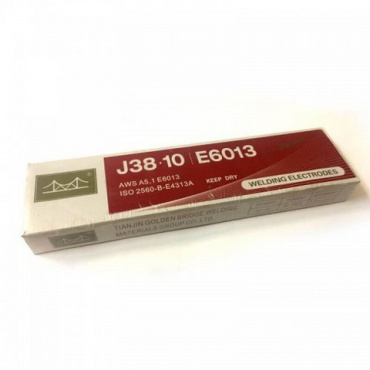 J38·10 E6013
AWS A5.1 E6013
ISO 2560-B-E4313A KEEP DRY
WELDING ELECTRODES
TIANJIN GOLDEN BRIDGE WELDING
MATERIALS GROUP CO.,LTD